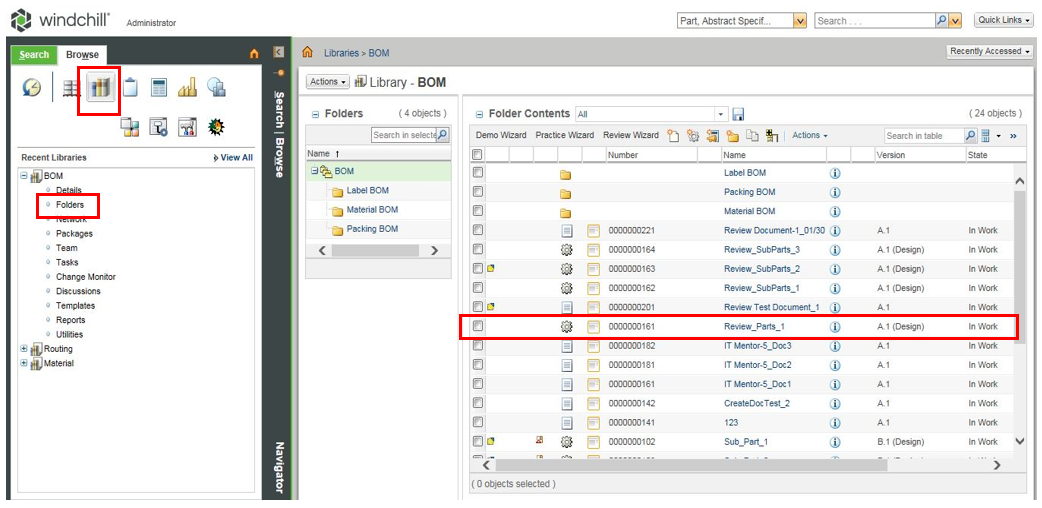 windchill Administrator Part, Abstract Specif... Search . . . Quick Links
Search Browse
Recent Libraries View All
BOM
Details
Folders
Network
Packages
Team
Tasks
Change Monitor
Discussions
Templates
Reports
Utilities
Routing
Material
Search | Browse
Navigator
Libraries > BOM Recently Accessed
Actions Library - BOM
Folders ( 4 objects )
Search in selecte
Name ↑
BOM
Label BOM
Material BOM
Packing BOM
Folder Contents All ( 24 objects )
Demo Wizard Practice Wizard Review Wizard Actions Search in table »
Number Name Version State
Label BOM
Packing BOM
Material BOM
0000000221 Review Document-1_01/30 A.1 In Work
0000000164 Review_SubParts_3 A.1 (Design) In Work
0000000163 Review_SubParts_2 A.1 (Design) In Work
0000000162 Review_SubParts_1 A.1 (Design) In Work
0000000201 Review Test Document_1 A.1 In Work
0000000161 Review_Parts_1 A.1 (Design) In Work
0000000182 IT Mentor-5_Doc3 A.1 In Work
0000000181 IT Mentor-5_Doc2 A.1 In Work
0000000161 IT Mentor-5_Doc1 A.1 In Work
0000000142 CreateDocTest_2 A.1 In Work
0000000141 123 A.1 In Work
0000000102 Sub_Part_1 B.1 (Design) In Work
( 0 objects selected )